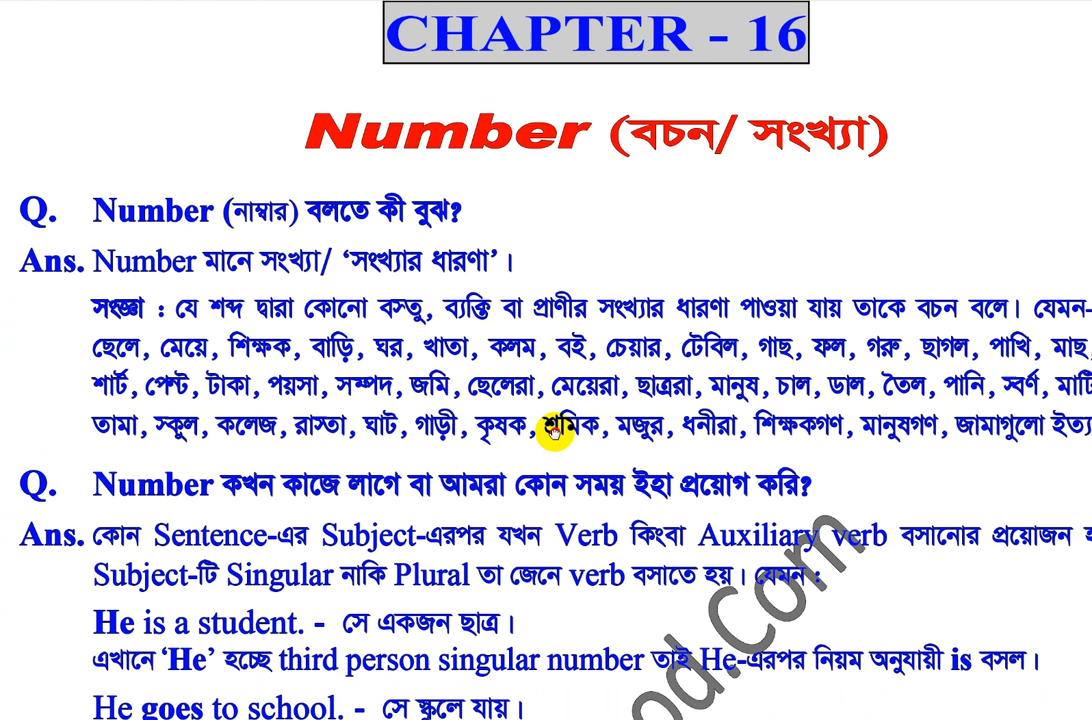 CHAPTER - 16
Number (বচন/ সংখ্যা)
Q. Number (নাম্বার) বলতে কী বুঝ?
Ans. Number মানে সংখ্যা/ ‘সংখ্যার ধারণা’।
সংজ্ঞা : যে শব্দ দ্বারা কোনো বস্তু, ব্যক্তি বা প্রাণীর সংখ্যার ধারণা পাওয়া যায় তাকে বচন বলে। যেমন-
ছেলে, মেয়ে, শিক্ষক, বাড়ি, ঘর, খাতা, কলম, বই, চেয়ার, টেবিল, গাছ, ফল, গরু, ছাগল, পাখি, মাছ,
শার্ট, পেন্ট, টাকা, পয়সা, সম্পদ, জমি, ছেলেরা, মেয়েরা, ছাত্ররা, মানুষ, চাল, ডাল, তৈল, পানি, স্বর্ণ, মাটি
তামা, স্কুল, কলেজ, রাস্তা, ঘাট, গাড়ী, কৃষক, শ্রমিক, মজুর, ধনীরা, শিক্ষকগণ, মানুষগণ, জামাগুলো ইত্য
Q. Number কখন কাজে লাগে বা আমরা কোন সময় ইহা প্রয়োগ করি?
Ans. কোন Sentence-এর Subject-এরপর যখন Verb কিংবা Auxiliary verb বসানোর প্রয়োজন হ
Subject-টি Singular নাকি Plural তা জেনে verb বসাতে হয়। যেমন :
He is a student. - সে একজন ছাত্র।
এখানে ‘He’ হচ্ছে third person singular number তাই He-এরপর নিয়ম অনুযায়ী is বসল।
He goes to school. - সে স্কুলে যায়।
od.Com